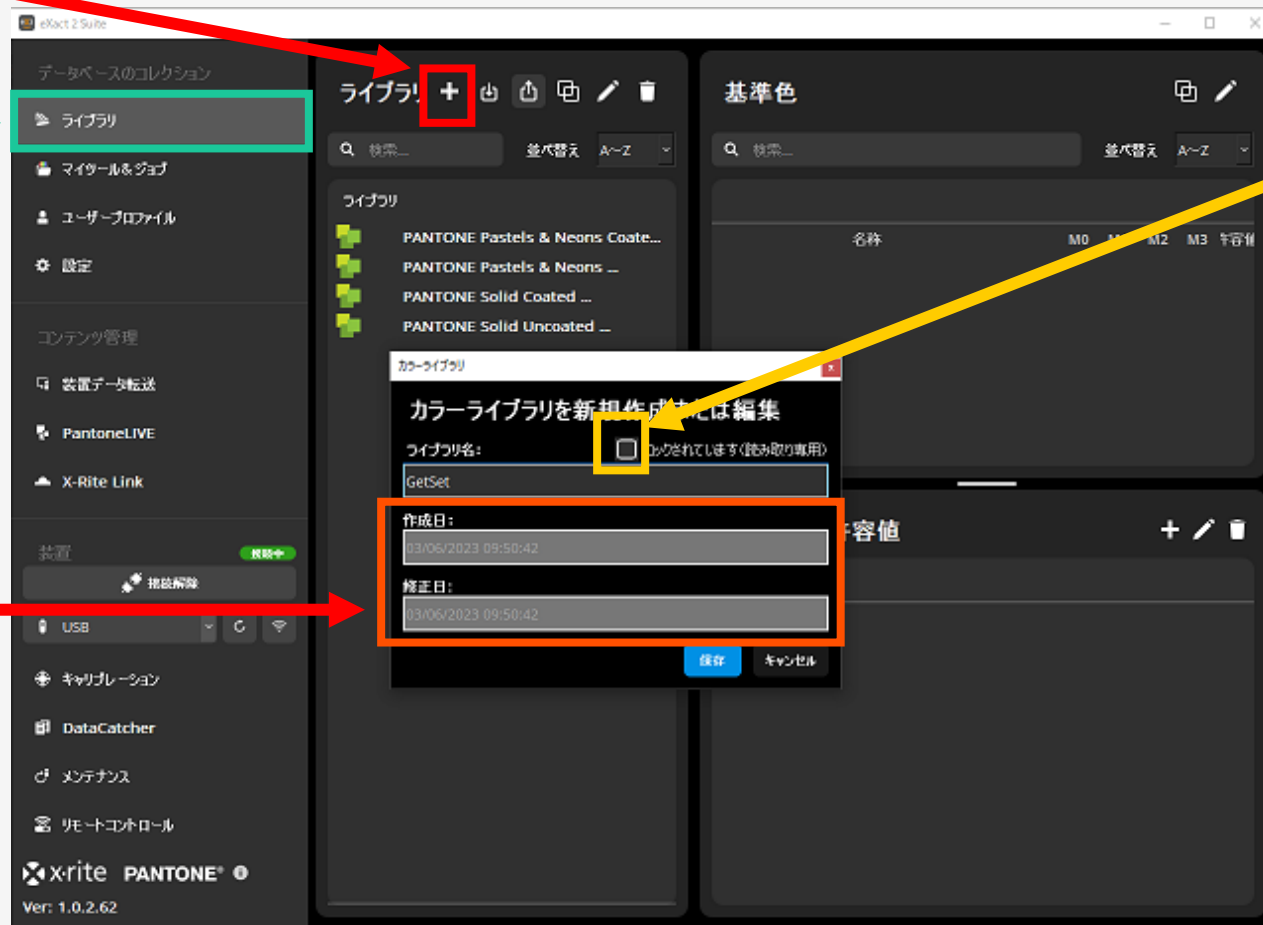 eXact 2 Suite
データベースのコレクション
ライブラリ
マイツール&ジョブ
ユーザープロファイル
設定
コンテンツ管理
装置データ転送
PantoneLIVE
X-Rite Link
装置
接続中
接続解除
USB
キャリブレーション
DataCatcher
メンテナンス
リモートコントロール
x·rite PANTONE®
Ver: 1.0.2.62
ライブラリ
検索...
並べ替え A〜Z
ライブラリ
PANTONE Pastels & Neons Coate...
PANTONE Pastels & Neons ...
PANTONE Solid Coated ...
PANTONE Solid Uncoated ...
基準色
検索...
並べ替え A〜Z
名称 M0 M2 M3 許容値
カラーライブラリ
カラーライブラリを新規作成または編集
ライブラリ名:
ロックされています(読み取り専用)
GetSet
作成日:
03/06/2023 09:50:42
修正日:
03/06/2023 09:50:42
保存 キャンセル
許容値